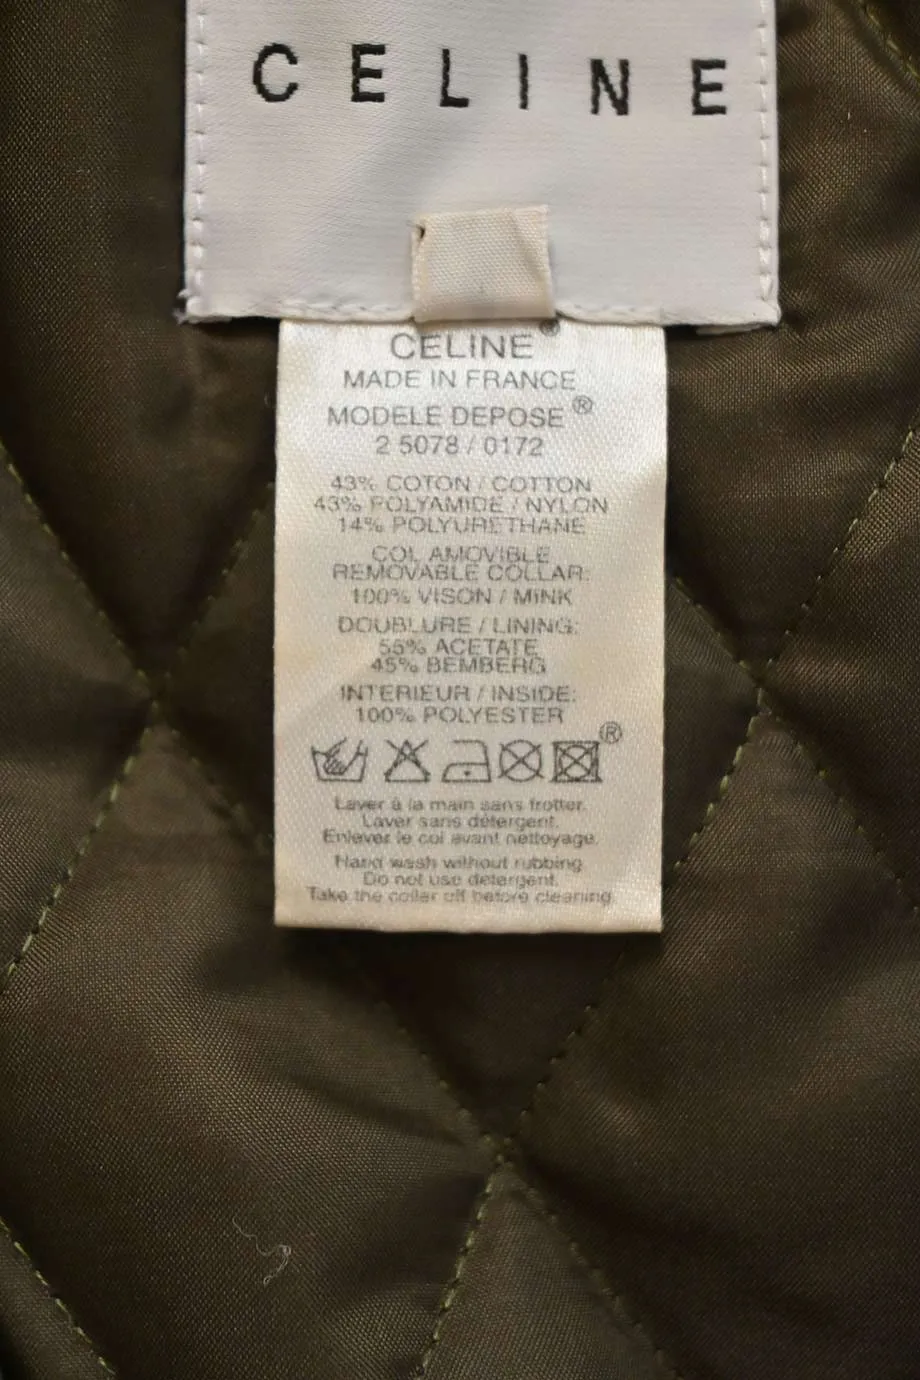 CELINE
CELINE®
MADE IN FRANCE
MODELE DEPOSE®
2 5078 / 0172
43% COTON / COTTON
43% POLYAMIDE / NYLON
14% POLYURETHANE
COL AMOVIBLE
REMOVABLE COLLAR:
100% VISON / MINK
DOUBLURE / LINING:
55% ACETATE
45% BEMBERG
INTERIEUR / INSIDE:
100% POLYESTER
®
Laver à la main sans frotter.
Laver sans détergent.
Enlever le col avant nettoyage.
Hand wash without rubbing
Do not use detergent.
Take the collar off before cleaning.